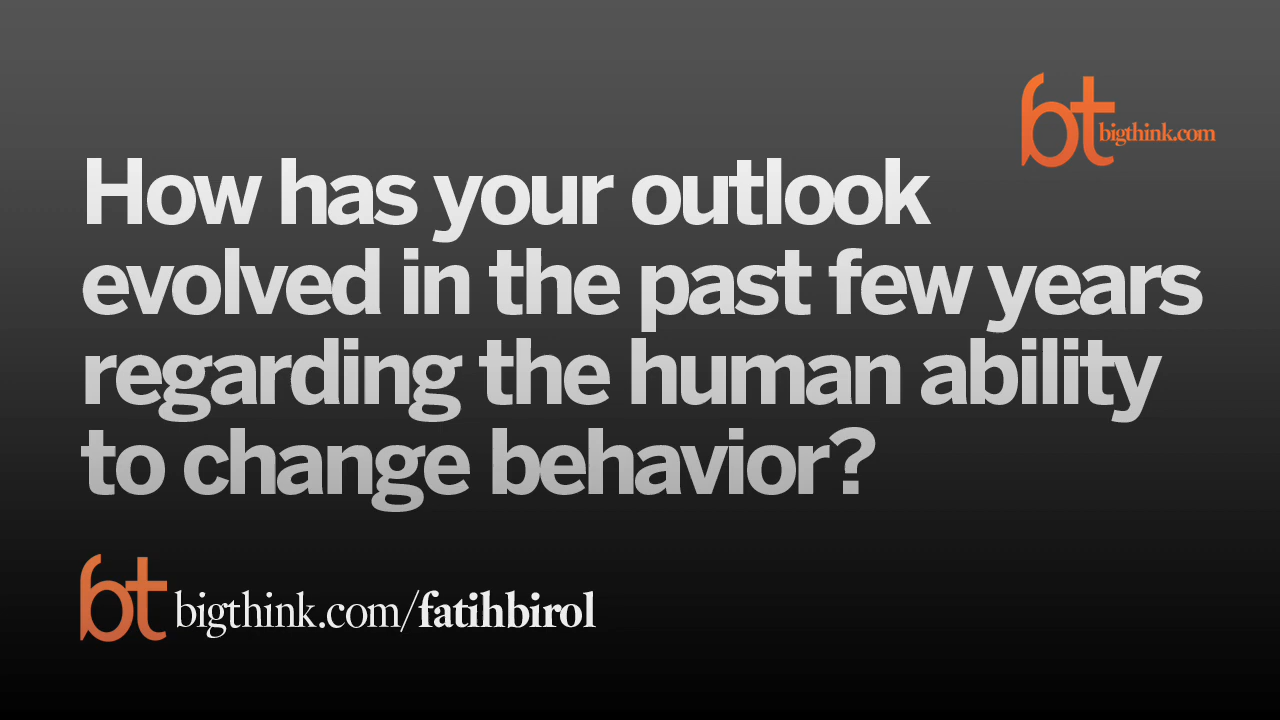 bt bigthink.com
How has your outlook
evolved in the past few years
regarding the human ability
to change behavior?
bt bigthink.com/fatihbirol